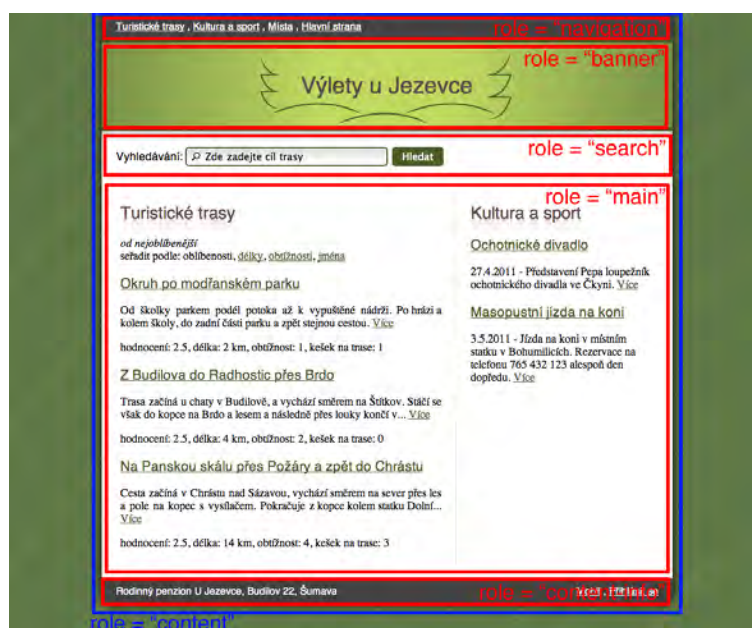 Turistické trasy , Kultura a sport , Místa , Hlavní strana
role = “navigation”
role = “banner”
Výlety u Jezevce
Vyhledávání: Zde zadejte cíl trasy Hledat
role = “search”
role = “main”
Turistické trasy
od nejoblíbenější
seřadit podle: oblíbenosti, délky, obtížnosti, jména
Okruh po modřanském parku
Od školky parkem podél potoka až k vypuštěné nádrži. Po hrázi a
kolem školy, do zadní části parku a zpět stejnou cestou. Více
hodnocení: 2.5, délka: 2 km, obtížnost: 1, kešek na trase: 1
Z Budilova do Radhostic přes Brdo
Trasa začíná u chaty v Budilově, a vychází směrem na Štítkov. Stáčí se
však do kopce na Brdo a lesem a následně přes louky končí v... Více
hodnocení: 2.5, délka: 4 km, obtížnost: 2, kešek na trase: 0
Na Panskou skálu přes Požáry a zpět do Chrástu
Cesta začíná v Chrástu nad Sázavou, vychází směrem na sever přes les
a pole na kopec s vysílačem. Pokračuje z kopce kolem statku Dolní...
Více
hodnocení: 2.5, délka: 14 km, obtížnost: 4, kešek na trase: 3
Kultura a sport
Ochotnické divadlo
27.4.2011 - Představení Pepa loupežník
ochotnického divadla ve Čkyni. Více
Masopustní jízda na koni
3.5.2011 - Jízda na koni v místním
statku v Bohumilicích. Rezervace na
telefonu 765 432 123 alespoň den
dopředu. Více
Rodinný penzion U Jezevce, Budilov 22, Šumava
role = “contentinfo”
role = “content”